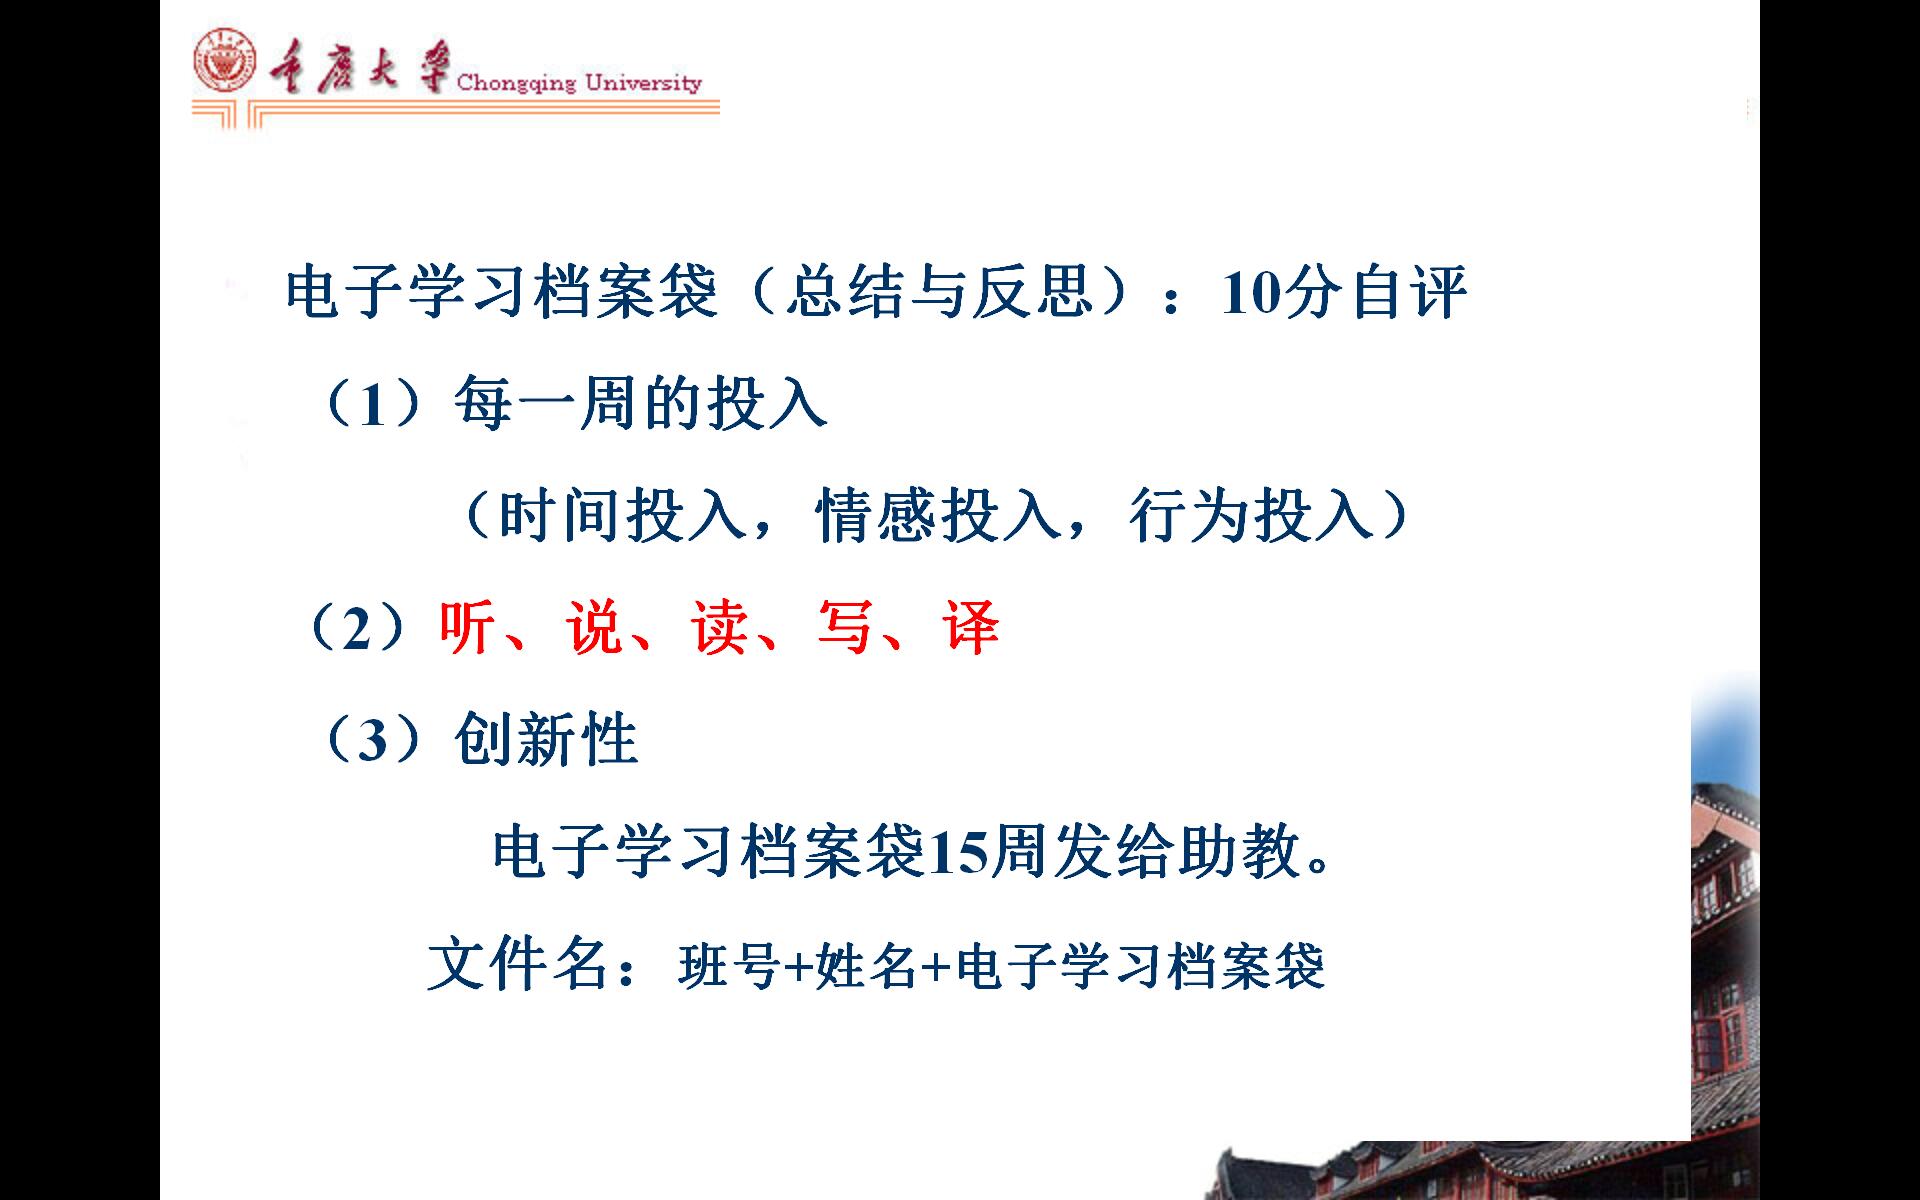 重庆大学 Chongqing University
电子学习档案袋（总结与反思）：10分自评
（1）每一周的投入
（时间投入，情感投入，行为投入）
（2）听、说、读、写、译
（3）创新性
电子学习档案袋15周发给助教。
文件名：班号+姓名+电子学习档案袋